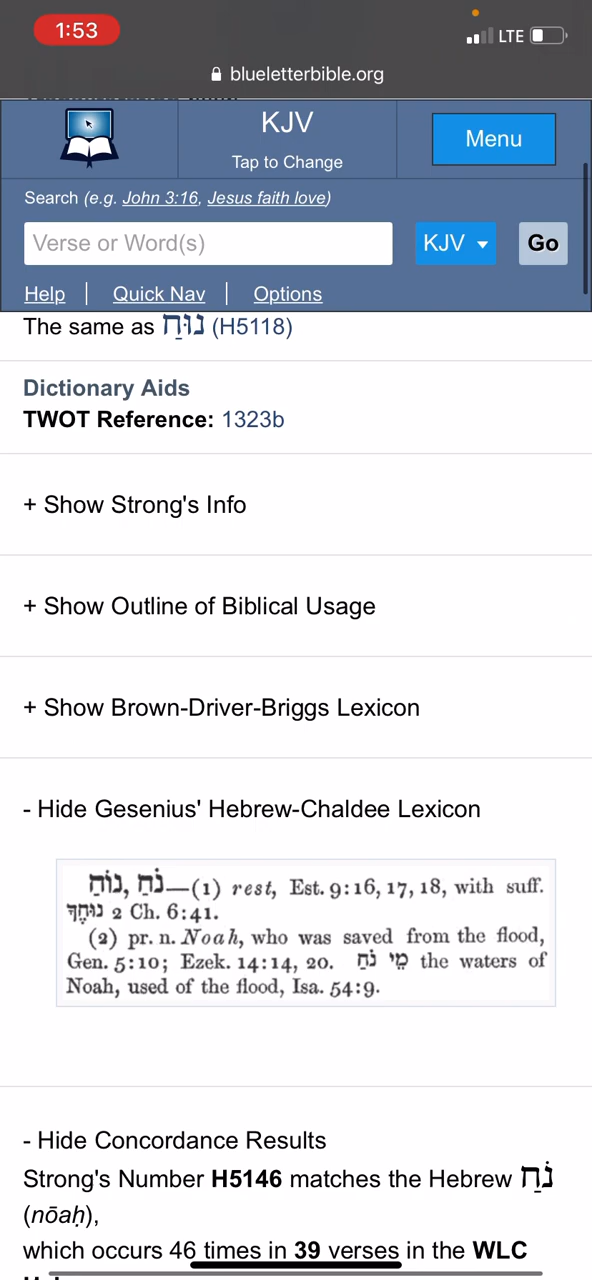 1:53
LTE
blueletterbible.org
KJV
Tap to Change
Menu
Search (e.g. John 3:16, Jesus faith love)
Verse or Word(s)
KJV
Go
Help | Quick Nav | Options
The same as נוּחַ (H5118)
Dictionary Aids
TWOT Reference: 1323b
+ Show Strong's Info
+ Show Outline of Biblical Usage
+ Show Brown-Driver-Briggs Lexicon
- Hide Gesenius' Hebrew-Chaldee Lexicon
נֹחַ, נוֹחַ—(1) rest, Est. 9:16, 17, 18, with suff.
נוּחֶךָ 2 Ch. 6:41.
(2) pr. n. Noah, who was saved from the flood,
Gen. 5:10; Ezek. 14:14, 20. מֵי נֹחַ the waters of
Noah, used of the flood, Isa. 54:9.
- Hide Concordance Results
Strong's Number H5146 matches the Hebrew נֹחַ
(nōaḥ),
which occurs 46 times in 39 verses in the WLC